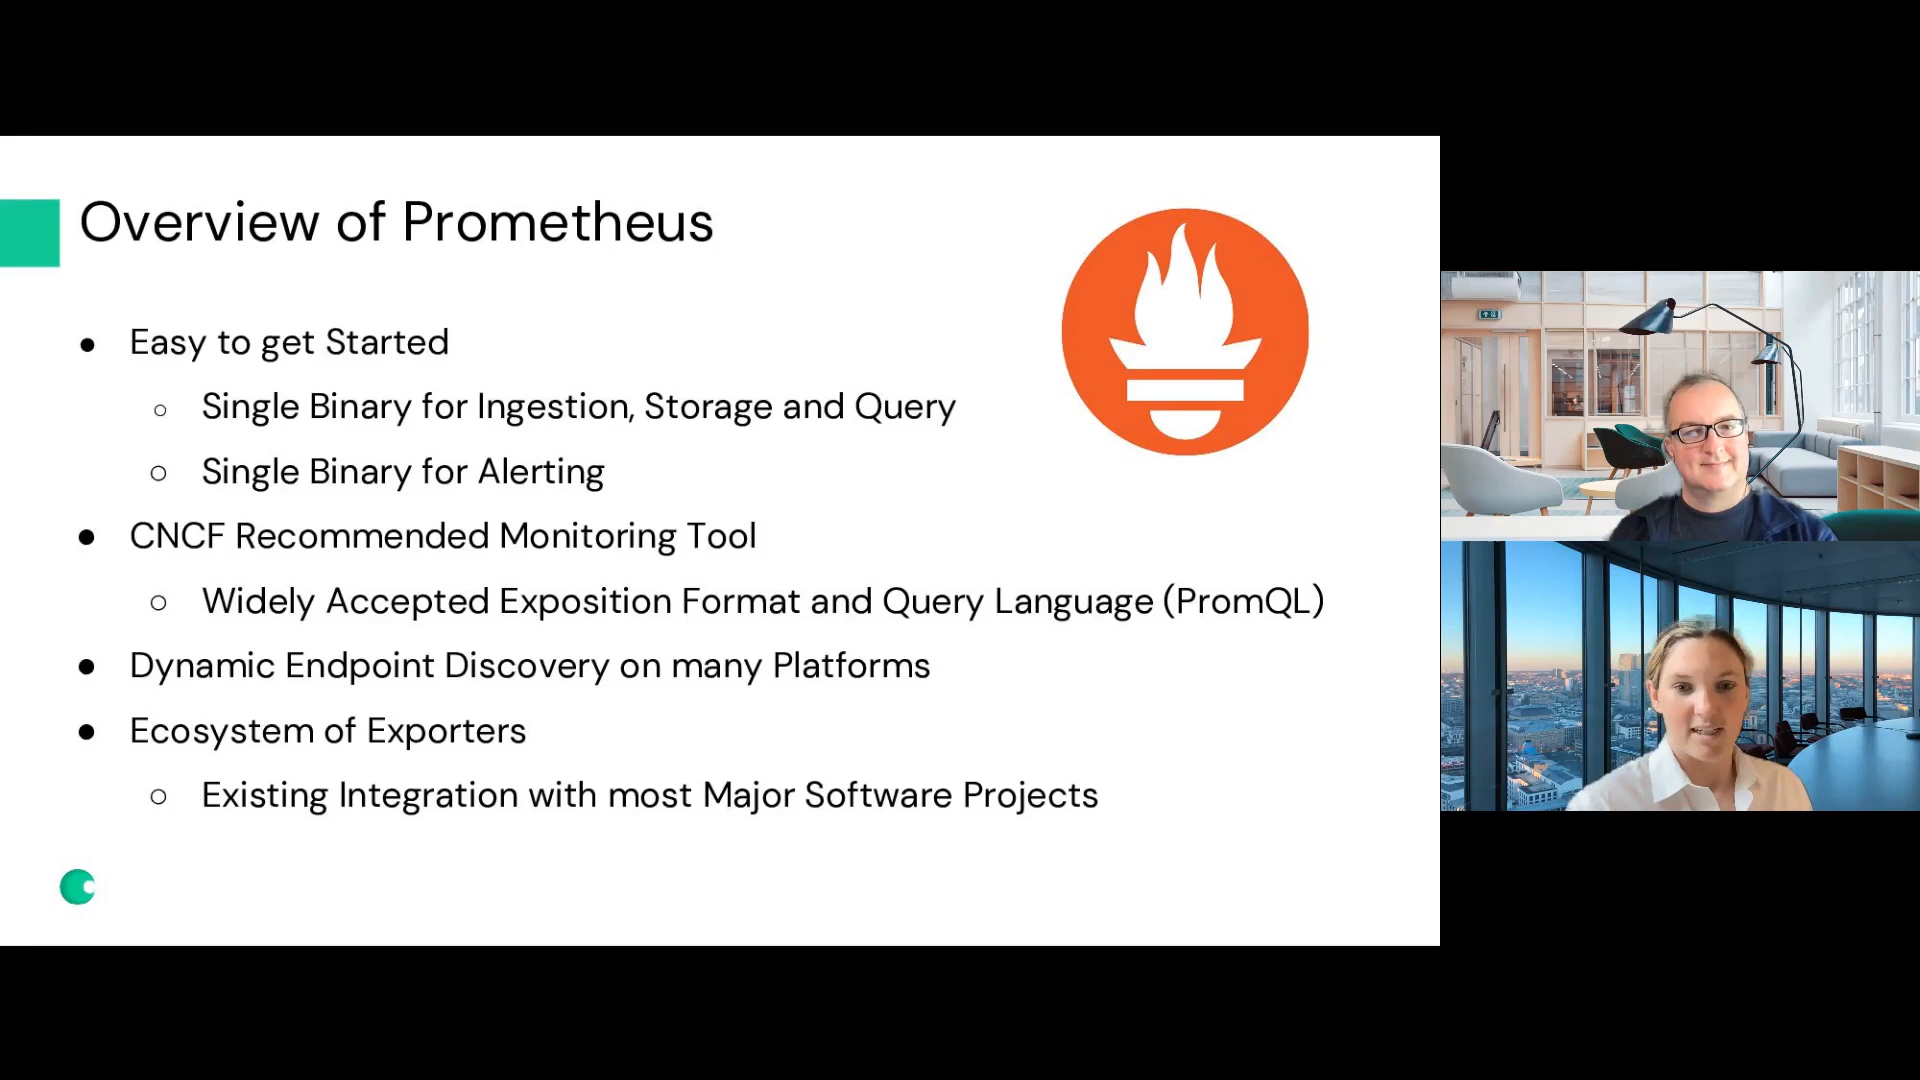 Overview of Prometheus
Easy to get Started
Single Binary for Ingestion, Storage and Query
Single Binary for Alerting
CNCF Recommended Monitoring Tool
Widely Accepted Exposition Format and Query Language (PromQL)
Dynamic Endpoint Discovery on many Platforms
Ecosystem of Exporters
Existing Integration with most Major Software Projects